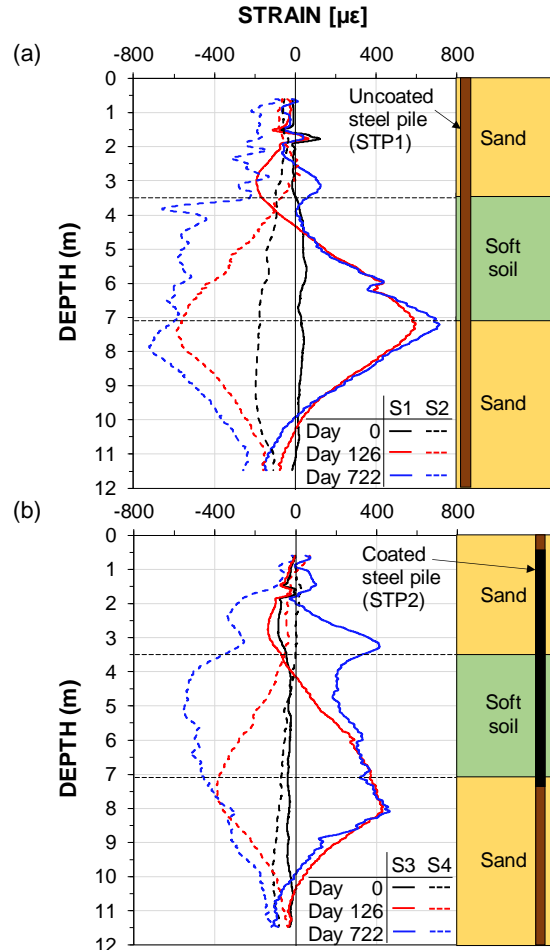 STRAIN [με]
(a)
-800 -400 0 400 800
0
1
2
3
4
5
6
7
8
9
10
11
12
DEPTH (m)
Uncoated
steel pile
(STP1)
Sand
Soft
soil
Sand
S1 S2
Day 0
Day 126
Day 722
(b)
-800 -400 0 400 800
0
1
2
3
4
5
6
7
8
9
10
11
12
DEPTH (m)
Coated
steel pile
(STP2)
Sand
Soft
soil
Sand
S3 S4
Day 0
Day 126
Day 722